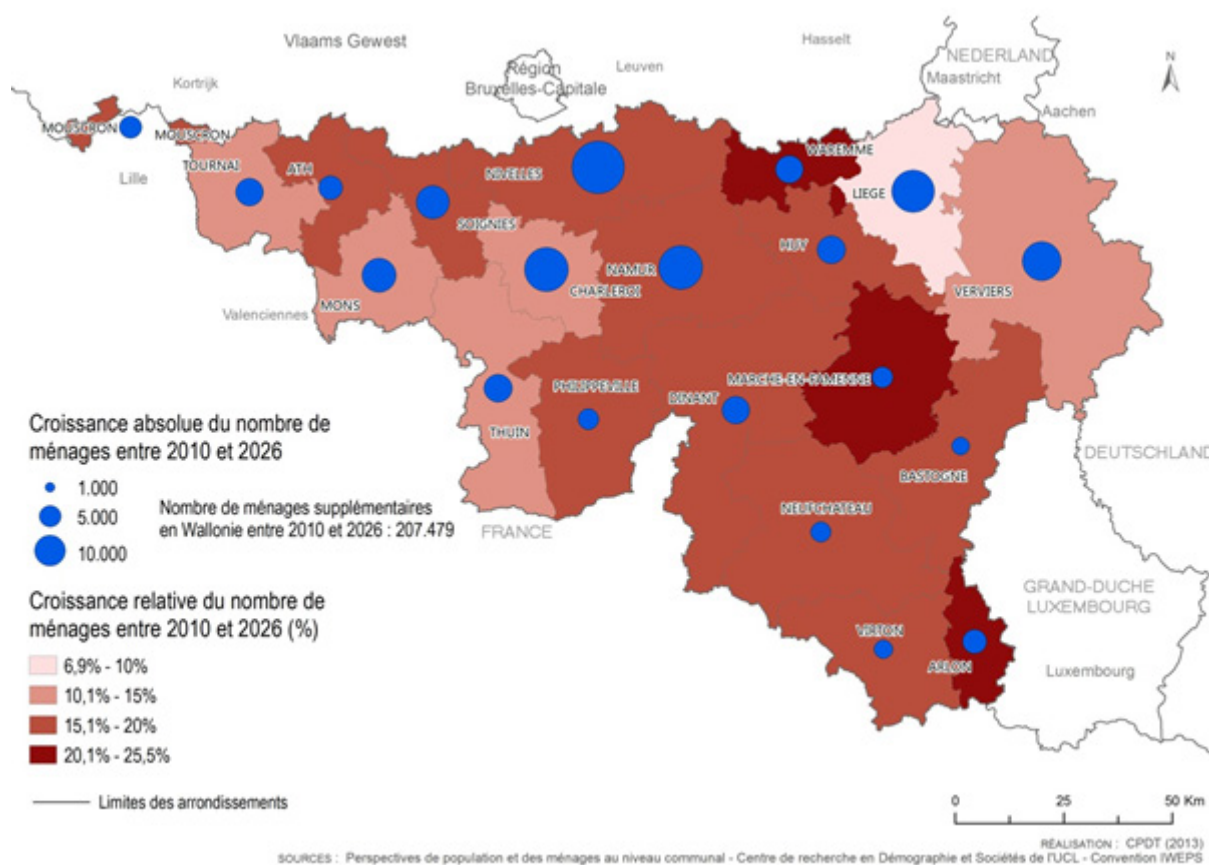 Vlaams Gewest
Hasselt
NEDERLAND
Kortrijk
Région
Bruxelles-Capitale
Leuven
Maastricht
N
Aachen
MOUSCRON
MOUSCRON
Lille
TOURNAI
ATH
NIVELLES
WAREMME
LIEGE
SOIGNIES
HUY
NAMUR
CHARLEROI
MONS
VERVIERS
Valenciennes
PHILIPPEVILLE
DINANT
MARCHE-EN-FAMENNE
THUIN
BASTOGNE
DEUTSCHLAND
FRANCE
NEUFCHATEAU
GRAND-DUCHE
LUXEMBOURG
VIRTON
ARLON
Luxembourg
Croissance absolue du nombre de
ménages entre 2010 et 2026
1.000
5.000
10.000
Nombre de ménages supplémentaires
en Wallonie entre 2010 et 2026 : 207.479
Croissance relative du nombre de
ménages entre 2010 et 2026 (%)
6,9% - 10%
10,1% - 15%
15,1% - 20%
20,1% - 25,5%
Limites des arrondissements
0 25 50 Km
RÉALISATION : CPDT (2013)
SOURCES : Perspectives de population et des ménages au niveau communal - Centre de recherche en Démographie et Sociétés de l'UCL - Convention IWEPS